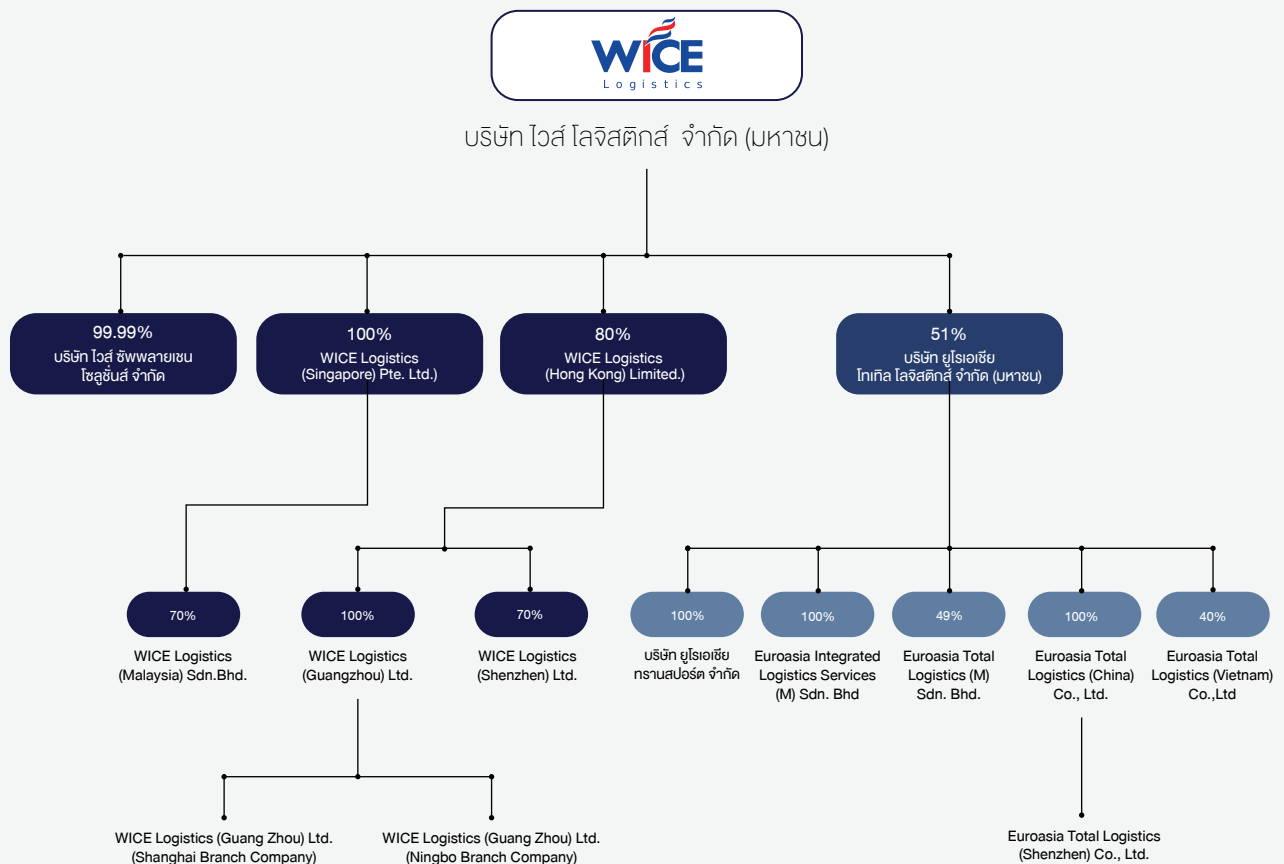 WICE
Logistics
บริษัท ไวส์ โลจิสติกส์ จำกัด (มหาชน)
99.99%
บริษัท ไวส์ ซัพพลายเชน
โซลูชั่นส์ จำกัด
100%
WICE Logistics
(Singapore) Pte. Ltd.)
80%
WICE Logistics
(Hong Kong) Limited.)
51%
บริษัท ยูโรเอเชีย
โทเทิล โลจิสติกส์ จำกัด (มหาชน)
70%
WICE Logistics
(Malaysia) Sdn.Bhd.
100%
WICE Logistics
(Guangzhou) Ltd.
70%
WICE Logistics
(Shenzhen) Ltd.
100%
บริษัท ยูโรเอเชีย
ทรานสปอร์ต จำกัด
100%
Euroasia Integrated
Logistics Services
(M) Sdn. Bhd
49%
Euroasia Total
Logistics (M)
Sdn. Bhd.
100%
Euroasia Total
Logistics (China)
Co., Ltd.
40%
Euroasia Total
Logistics (Vietnam)
Co.,Ltd
WICE Logistics (Guang Zhou) Ltd.
(Shanghai Branch Company)
WICE Logistics (Guang Zhou) Ltd.
(Ningbo Branch Company)
Euroasia Total Logistics
(Shenzhen) Co., Ltd.